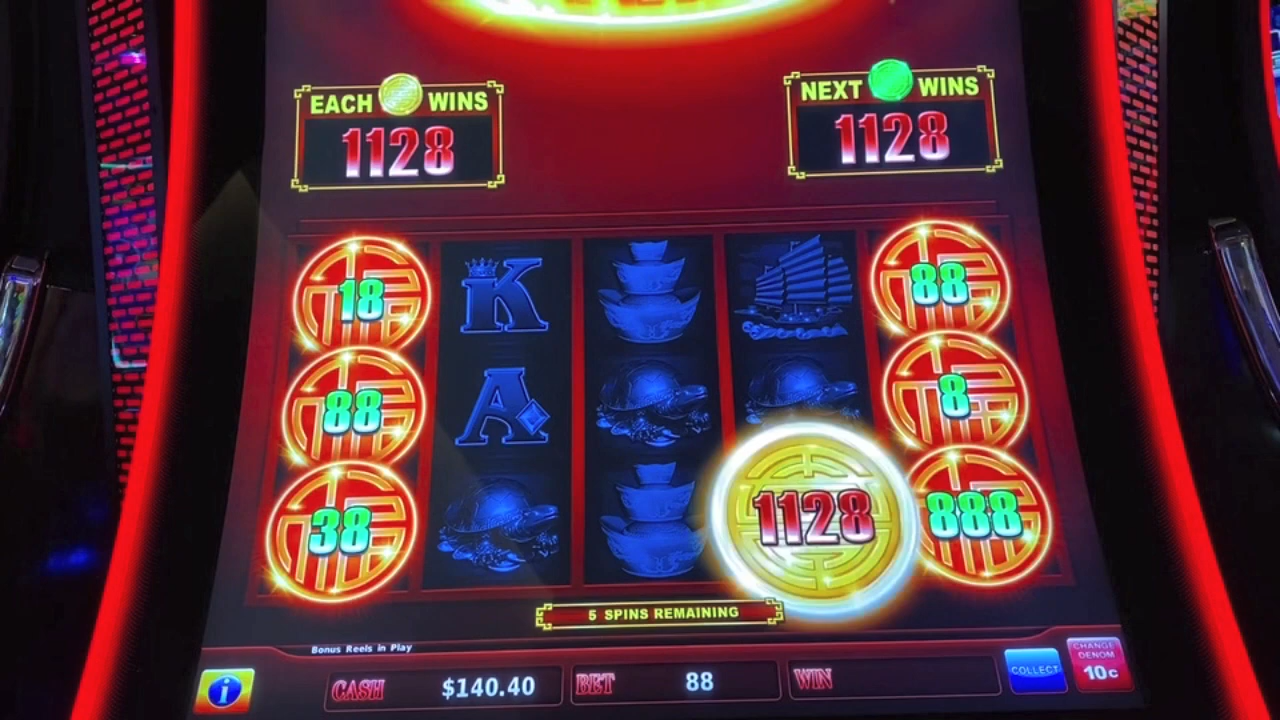 EACH WINS
1128
NEXT WINS
1128
18
K
88
88
A
8
38
1128
888
5 SPINS REMAINING
Bonus Reels in Play
CASH $140.40
BET 88
WIN
COLLECT
CHANGE
DENOM
10c